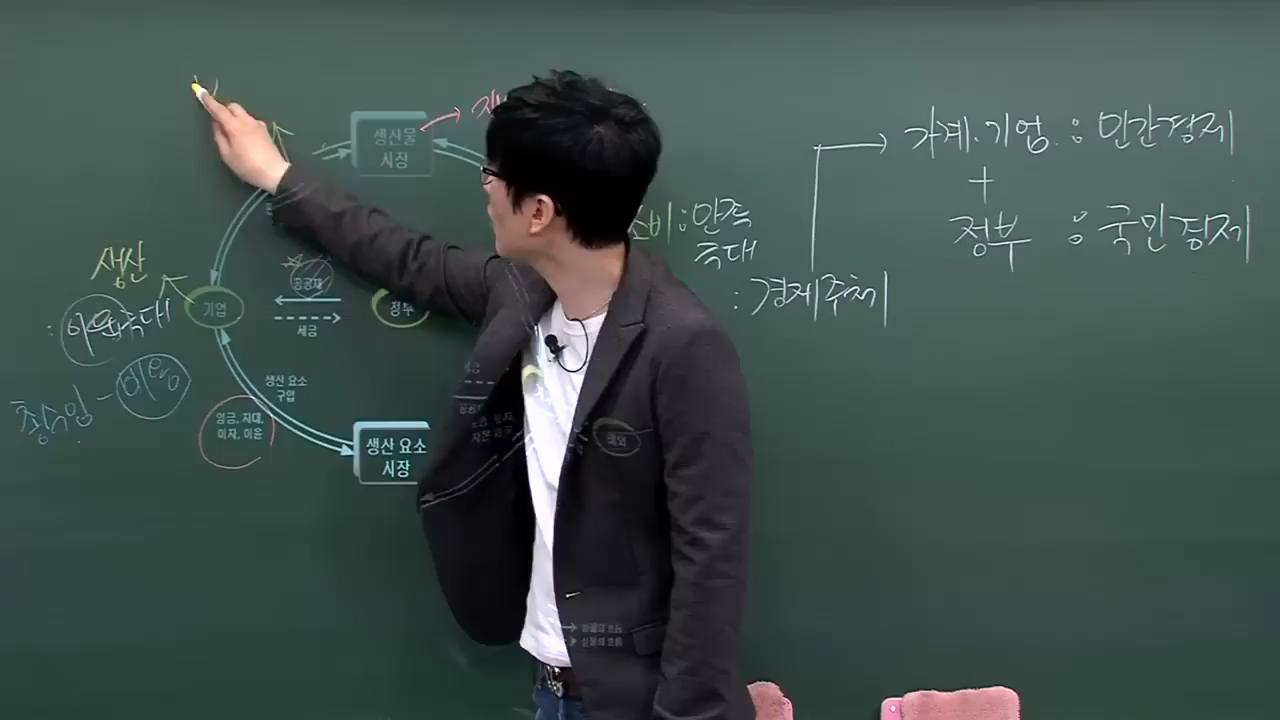 생산물
시장
생산
기업
: 이윤극대
총수입 - 비용
공공재
세금
정부
생산 요소
구입
임금, 지대,
이자, 이윤
생산 요소
시장
소비 : 만족
극대
: 경제주체
가계·기업 : 민간경제
+
정부 : 국민경제
해외